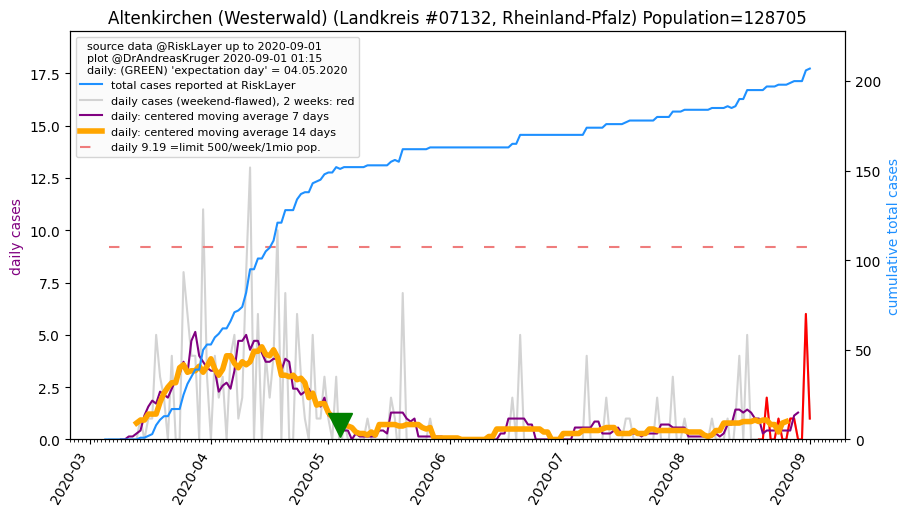 Altenkirchen (Westerwald) (Landkreis #07132, Rheinland-Pfalz) Population=128705
source data @RiskLayer up to 2020-09-01
plot @DrAndreasKruger 2020-09-01 01:15
daily: (GREEN) 'expectation day' = 04.05.2020
total cases reported at RiskLayer
daily cases (weekend-flawed), 2 weeks: red
daily: centered moving average 7 days
daily: centered moving average 14 days
daily 9.19 =limit 500/week/1mio pop.
daily cases
17.5
15.0
12.5
10.0
7.5
5.0
2.5
0.0
cumulative total cases
200
150
100
50
0
2020-03
2020-04
2020-05
2020-06
2020-07
2020-08
2020-09